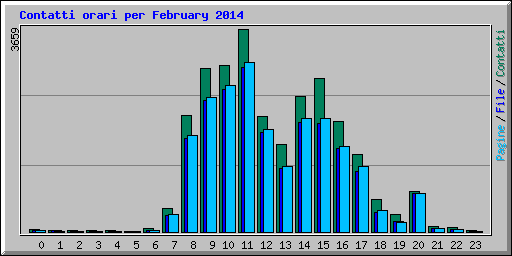 Contatti orari per February 2014
3659
Pagine/File/Contatti
0 1 2 3 4 5 6 7 8 9 10 11 12 13 14 15 16 17 18 19 20 21 22 23